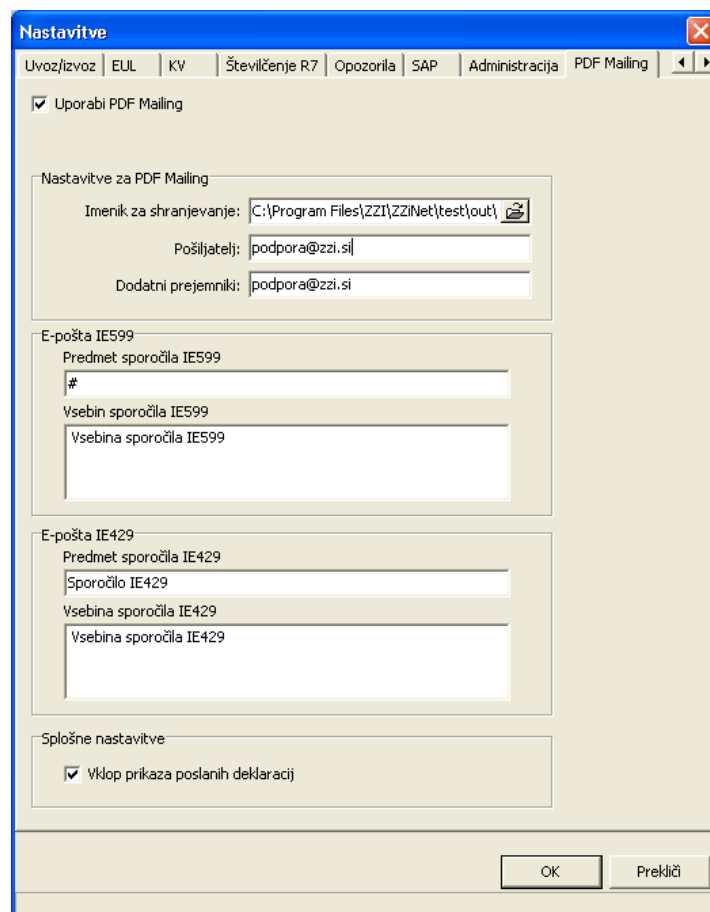 Nastavitve
Uvoz/izvoz EUL KV Številčenje R7 Opozorila SAP Administracija PDF Mailing
Uporabi PDF Mailing
Nastavitve za PDF Mailing
Imenik za shranjevanje: C:\Program Files\ZZI\ZZiNet\test\out\
Pošiljatelj: podpora@zzi.si
Dodatni prejemniki: podpora@zzi.si
E-pošta IE599
Predmet sporočila IE599
#
Vsebin sporočila IE599
Vsebina sporočila IE599
E-pošta IE429
Predmet sporočila IE429
Sporočilo IE429
Vsebina sporočila IE429
Vsebina sporočila IE429
Splošne nastavitve
Vklop prikaza poslanih deklaracij
OK Prekliči